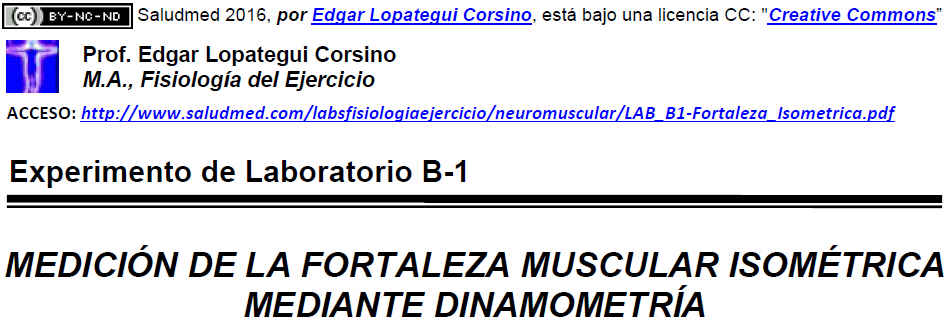 (cc) BY-NC-ND Saludmed 2016, por Edgar Lopategui Corsino, está bajo una licencia CC: "Creative Commons"
Prof. Edgar Lopategui Corsino
M.A., Fisiología del Ejercicio
ACCESO: http://www.saludmed.com/labsfisiologiaejercicio/neuromuscular/LAB_B1-Fortaleza_Isometrica.pdf
Experimento de Laboratorio B-1
MEDICIÓN DE LA FORTALEZA MUSCULAR ISOMÉTRICA
MEDIANTE DINAMOMETRÍA